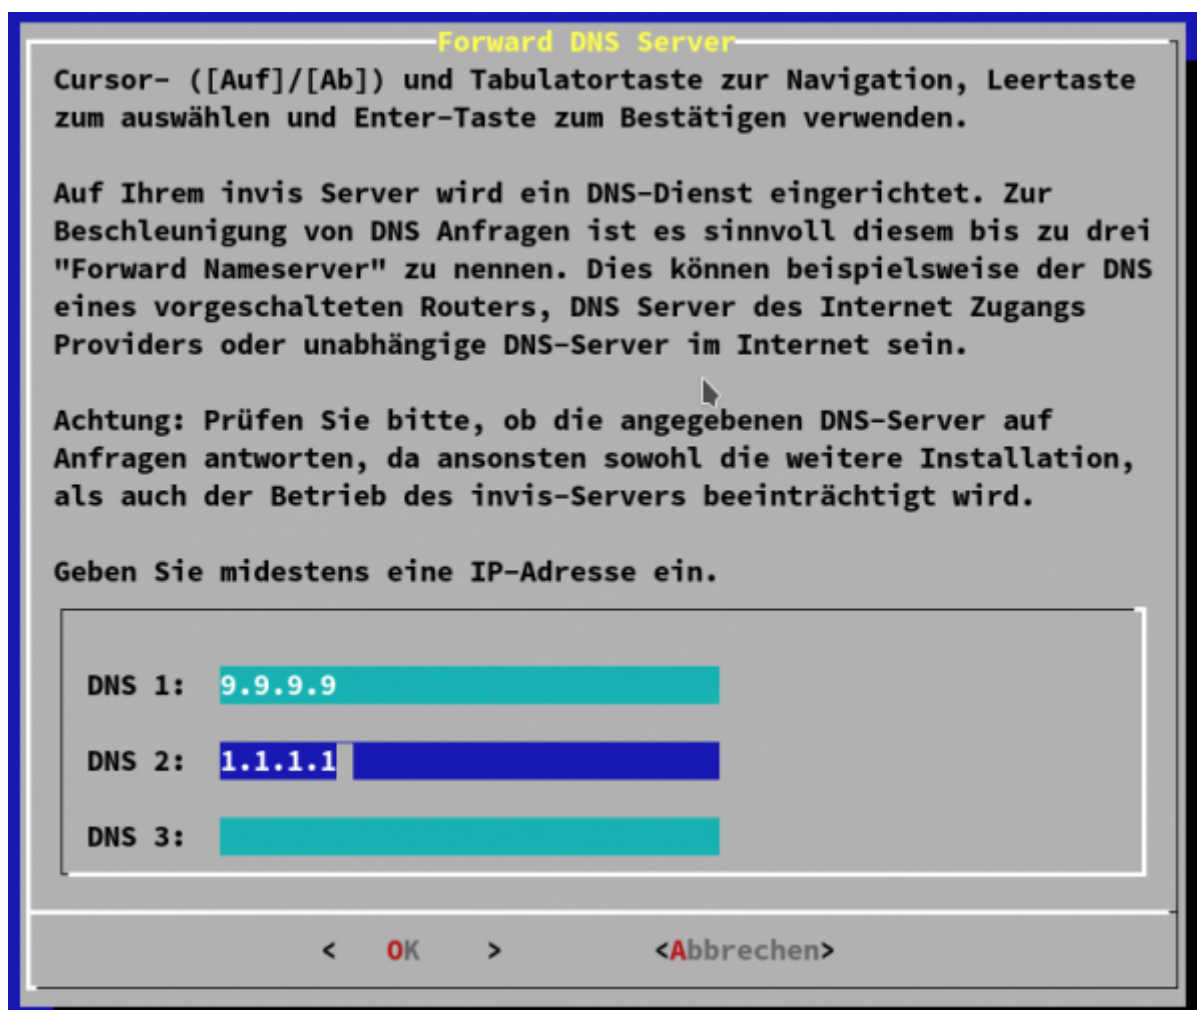 Forward DNS Server
Cursor- ([Auf]/[Ab]) und Tabulatortaste zur Navigation, Leertaste
zum auswählen und Enter-Taste zum Bestätigen verwenden.
Auf Ihrem invis Server wird ein DNS-Dienst eingerichtet. Zur
Beschleunigung von DNS Anfragen ist es sinnvoll diesem bis zu drei
"Forward Nameserver" zu nennen. Dies können beispielsweise der DNS
eines vorgeschalteten Routers, DNS Server des Internet Zugangs
Providers oder unabhängige DNS-Server im Internet sein.
Achtung: Prüfen Sie bitte, ob die angegebenen DNS-Server auf
Anfragen antworten, da ansonsten sowohl die weitere Installation,
als auch der Betrieb des invis-Servers beeinträchtigt wird.
Geben Sie midestens eine IP-Adresse ein.
DNS 1: 9.9.9.9
DNS 2: 1.1.1.1
DNS 3:
< OK > <Abbrechen>